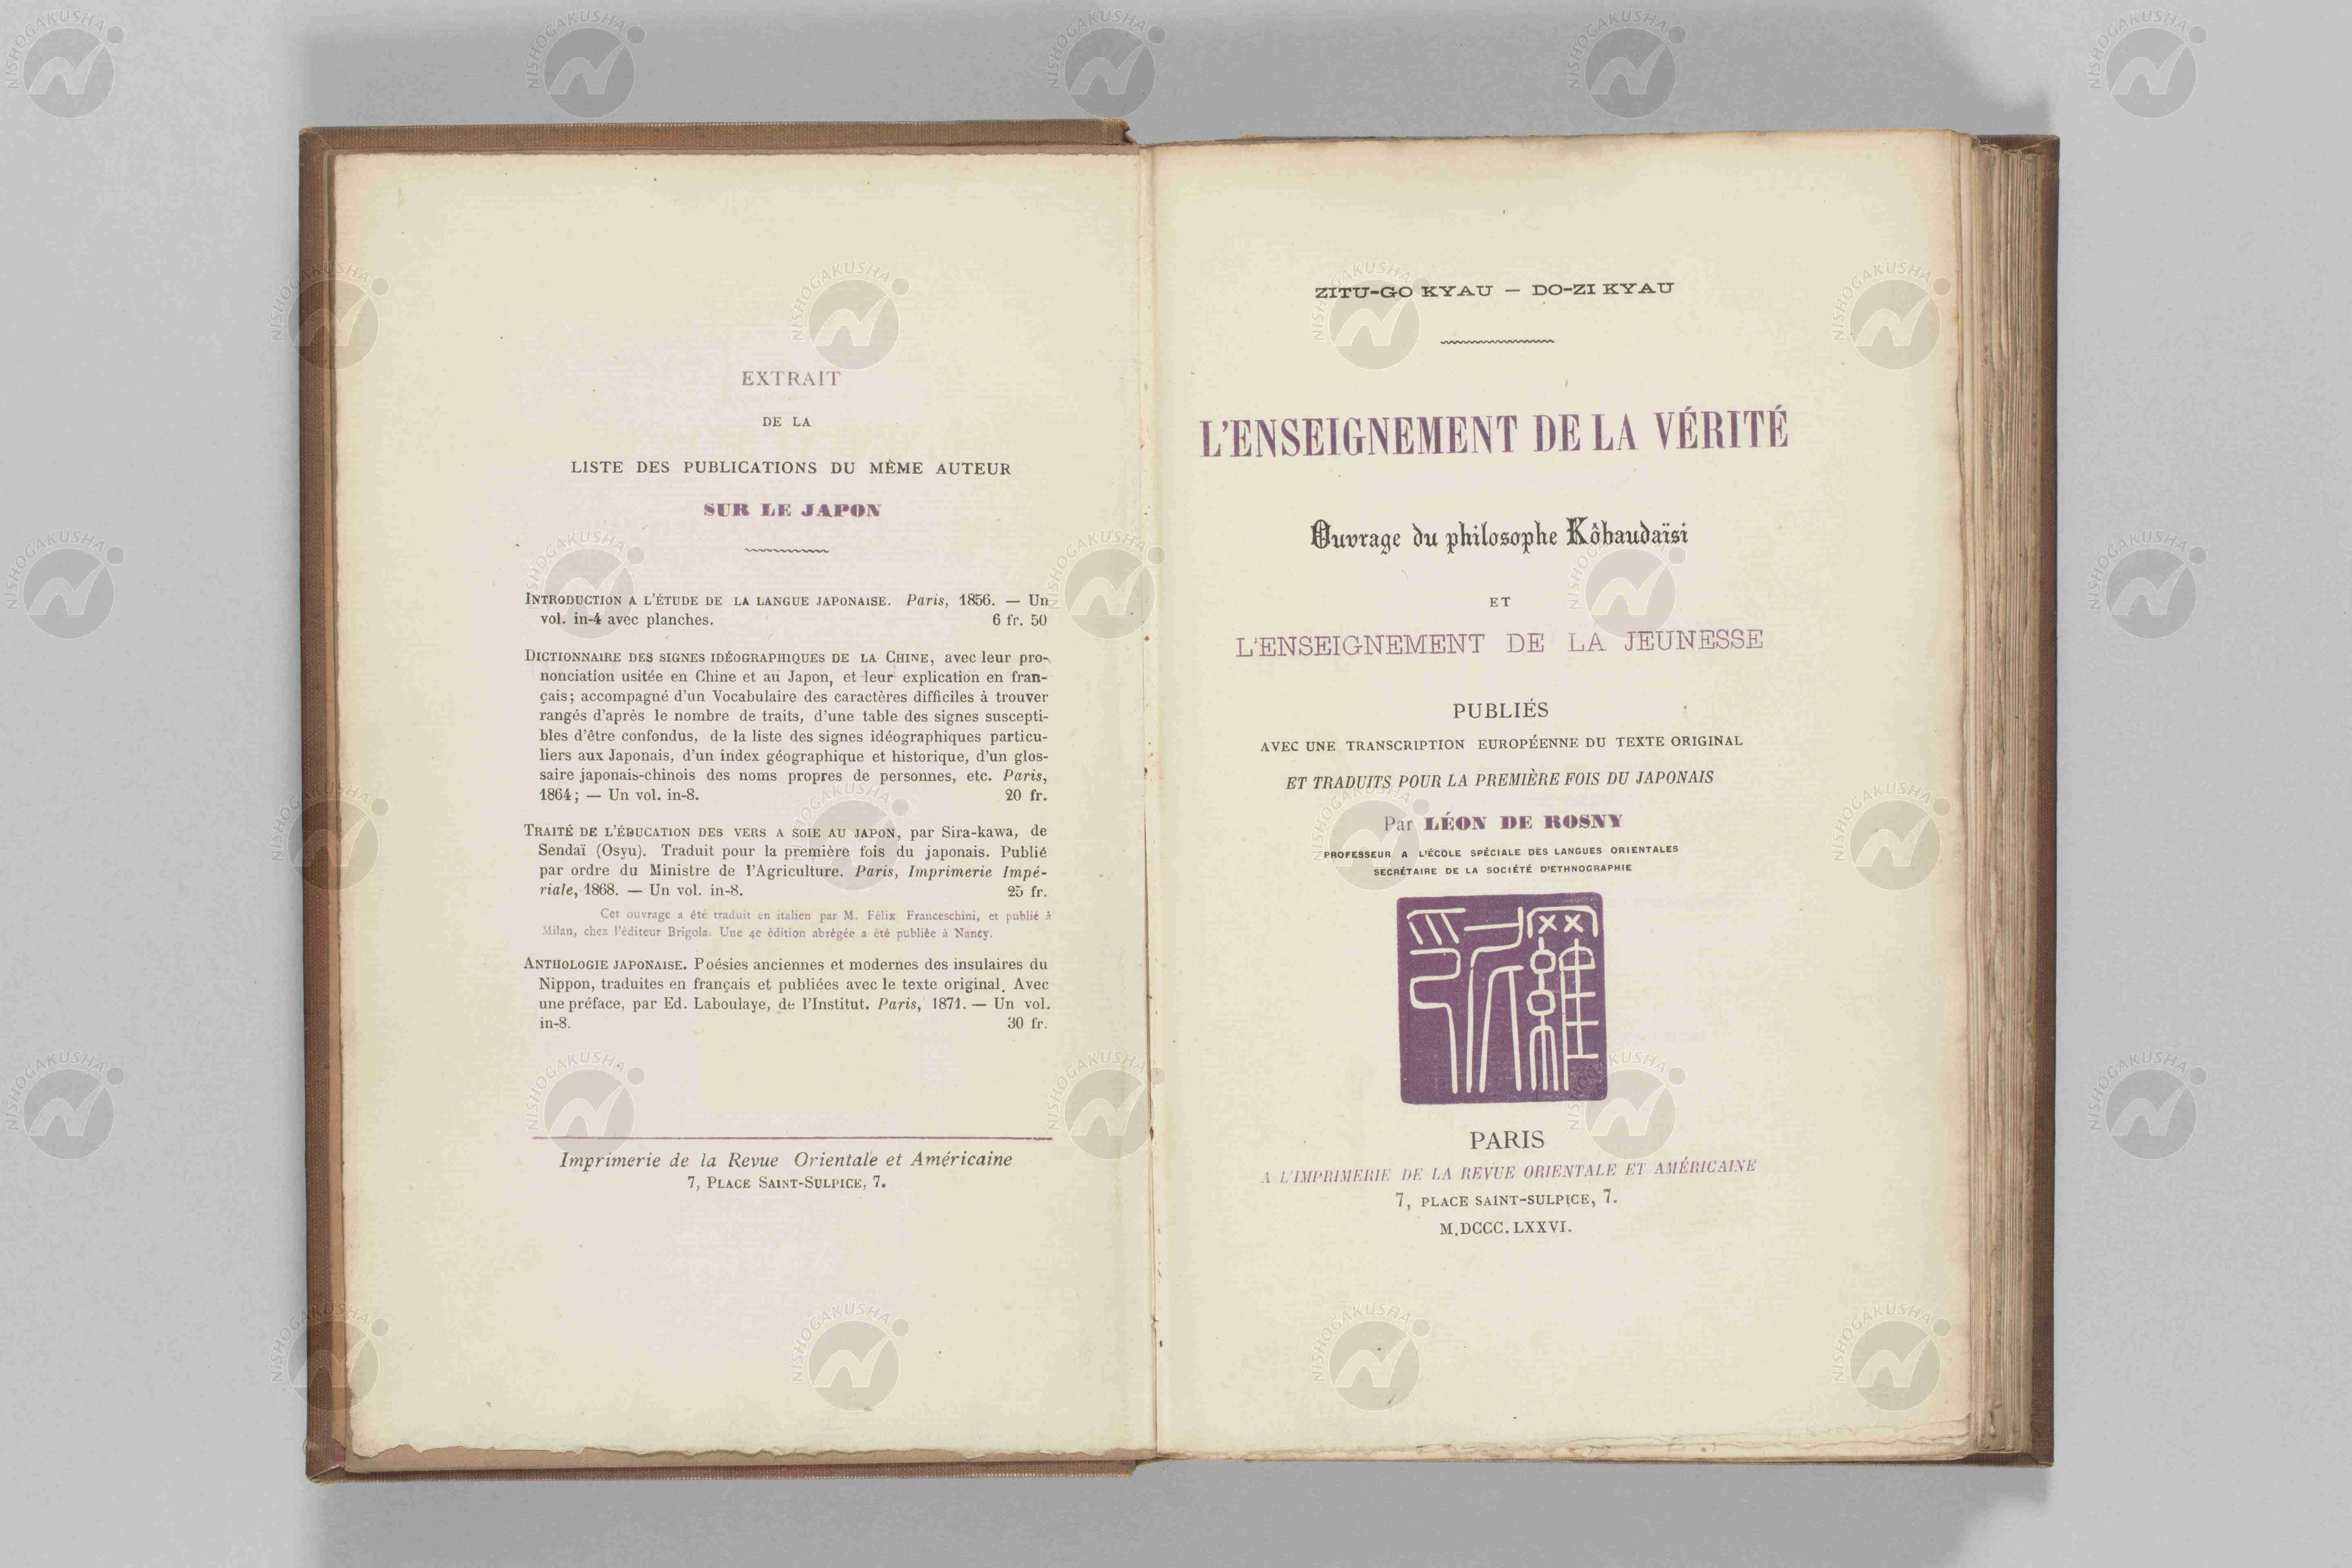 EXTRAIT
DE LA
LISTE DES PUBLICATIONS DU MÊME AUTEUR
SUR LE JAPON
INTRODUCTION A L'ÉTUDE DE LA LANGUE JAPONAISE. Paris, 1856. — Un
vol. in-4 avec planches. 6 fr. 50
DICTIONNAIRE DES SIGNES IDÉOGRAPHIQUES DE LA CHINE, avec leur pro-
nonciation usitée en Chine et au Japon, et leur explication en fran-
çais; accompagné d'un Vocabulaire des caractères difficiles à trouver
rangés d'après le nombre de traits, d'une table des signes suscepti-
bles d'être confondus, de la liste des signes idéographiques particu-
liers aux Japonais, d'un index géographique et historique, d'un glos-
saire japonais-chinois des noms propres de personnes, etc. Paris,
1864; — Un vol. in-8. 20 fr.
TRAITÉ DE L'ÉDUCATION DES VERS A SOIE AU JAPON, par Sira-kawa, de
Sendaï (Osyu). Traduit pour la première fois du japonais. Publié
par ordre du Ministre de l'Agriculture. Paris, Imprimerie Impé-
riale, 1868. — Un vol. in-8. 25 fr.
Cet ouvrage a été traduit en italien par M. Félix Franceschini, et publié à
Milan, chez l'éditeur Brigola. Une 4e édition abrégée a été publiée à Nancy.
ANTHOLOGIE JAPONAISE. Poésies anciennes et modernes des insulaires du
Nippon, traduites en français et publiées avec le texte original. Avec
une préface, par Ed. Laboulaye, de l'Institut. Paris, 1871. — Un vol.
in-8. 30 fr.
Imprimerie de la Revue Orientale et Américaine
7, PLACE SAINT-SULPICE, 7.
ZITU-GO KYAU — DO-ZI KYAU
L'ENSEIGNEMENT DE LA VÉRITÉ
Ouvrage du philosophe Kôbaudaïsi
ET
L'ENSEIGNEMENT DE LA JEUNESSE
PUBLIÉS
AVEC UNE TRANSCRIPTION EUROPÉENNE DU TEXTE ORIGINAL
ET TRADUITS POUR LA PREMIÈRE FOIS DU JAPONAIS
Par LÉON DE ROSNY
PROFESSEUR A L'ÉCOLE SPÉCIALE DES LANGUES ORIENTALES
SECRÉTAIRE DE LA SOCIÉTÉ D'ETHNOGRAPHIE
PARIS
A L'IMPRIMERIE DE LA REVUE ORIENTALE ET AMÉRICAINE
7, PLACE SAINT-SULPICE, 7.
M.DCCC.LXXVI.
NISHOGAKUSHA